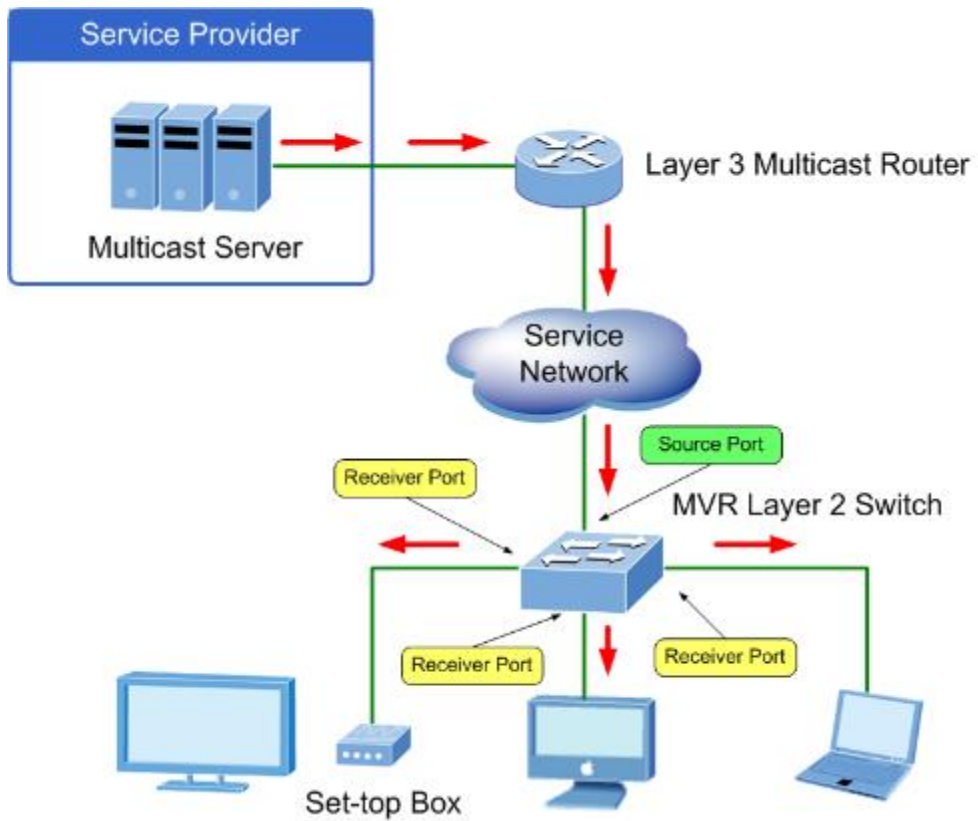 Service Provider
Multicast Server
Layer 3 Multicast Router
Service
Network
Source Port
Receiver Port
MVR Layer 2 Switch
Receiver Port
Receiver Port
Set-top Box